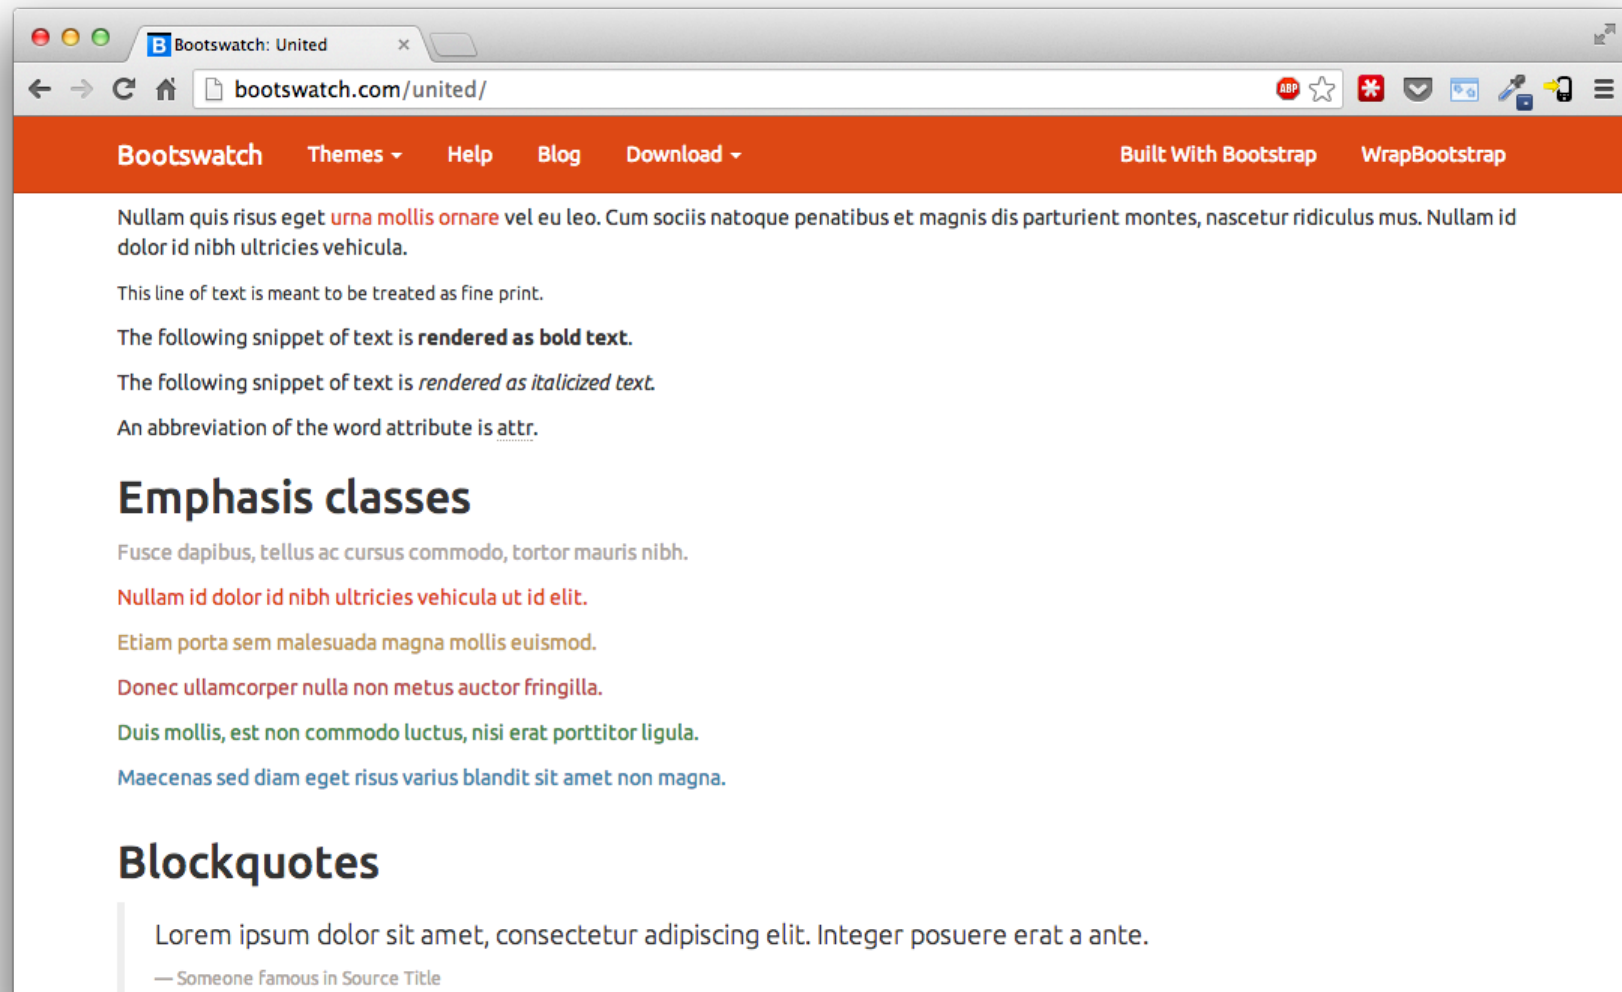 Bootswatch: United
bootswatch.com/united/
ABP
Bootswatch Themes Help Blog Download Built With Bootstrap WrapBootstrap
Nullam quis risus eget urna mollis ornare vel eu leo. Cum sociis natoque penatibus et magnis dis parturient montes, nascetur ridiculus mus. Nullam id
dolor id nibh ultricies vehicula.
This line of text is meant to be treated as fine print.
The following snippet of text is rendered as bold text.
The following snippet of text is rendered as italicized text.
An abbreviation of the word attribute is attr.
Emphasis classes
Fusce dapibus, tellus ac cursus commodo, tortor mauris nibh.
Nullam id dolor id nibh ultricies vehicula ut id elit.
Etiam porta sem malesuada magna mollis euismod.
Donec ullamcorper nulla non metus auctor fringilla.
Duis mollis, est non commodo luctus, nisi erat porttitor ligula.
Maecenas sed diam eget risus varius blandit sit amet non magna.
Blockquotes
Lorem ipsum dolor sit amet, consectetur adipiscing elit. Integer posuere erat a ante.
— Someone famous in Source Title